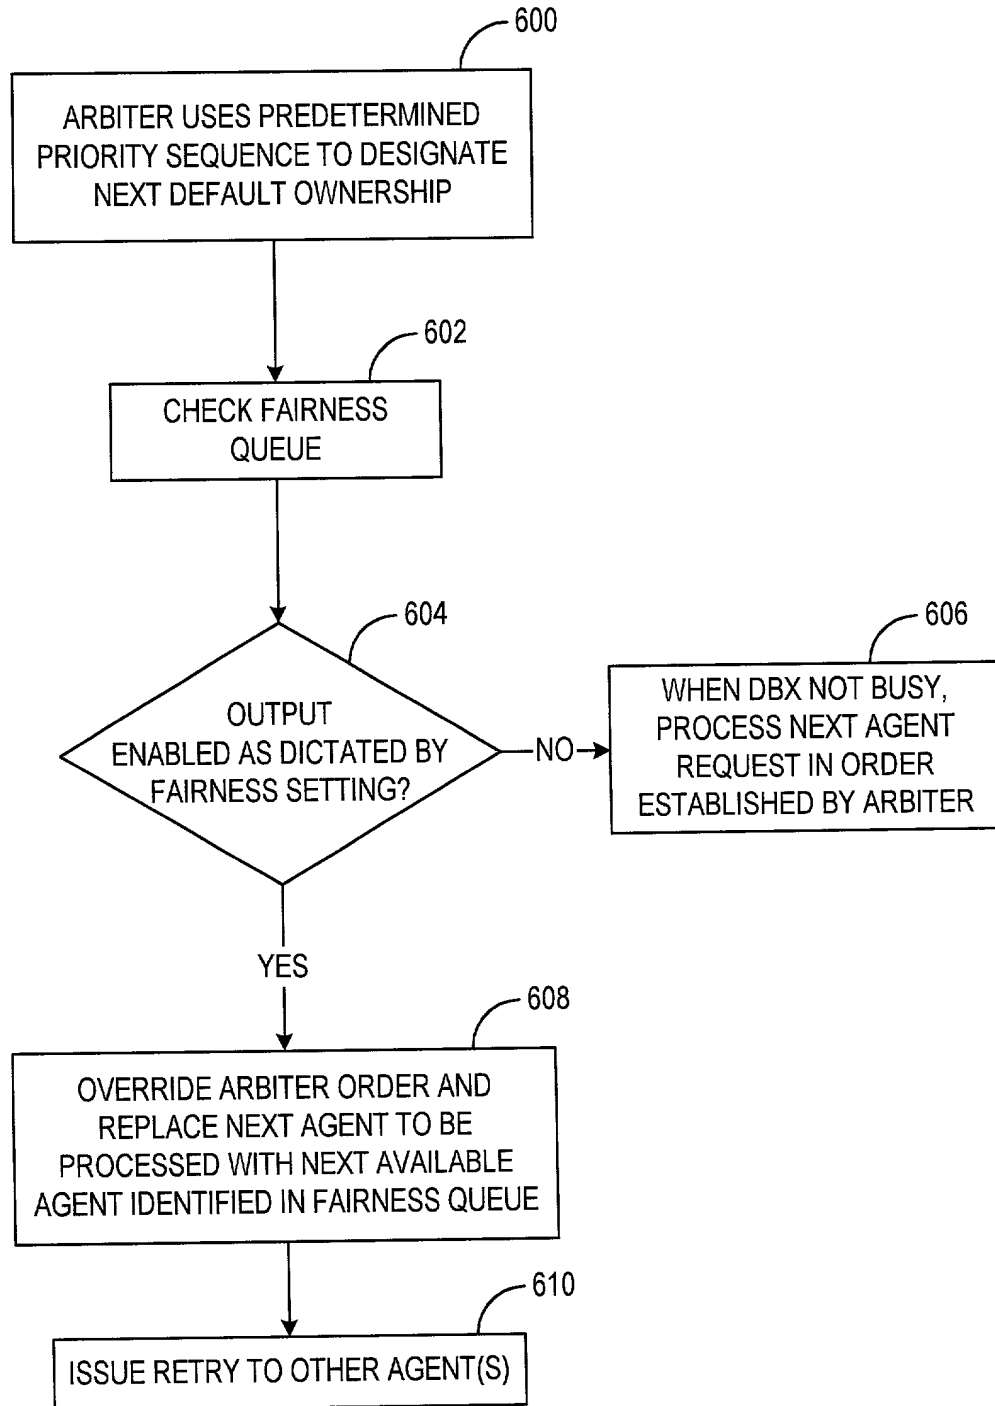 600
ARBITER USES PREDETERMINED
PRIORITY SEQUENCE TO DESIGNATE
NEXT DEFAULT OWNERSHIP
602
CHECK FAIRNESS
QUEUE
604
OUTPUT
ENABLED AS DICTATED BY
FAIRNESS SETTING?
NO
606
WHEN DBX NOT BUSY,
PROCESS NEXT AGENT
REQUEST IN ORDER
ESTABLISHED BY ARBITER
YES
608
OVERRIDE ARBITER ORDER AND
REPLACE NEXT AGENT TO BE
PROCESSED WITH NEXT AVAILABLE
AGENT IDENTIFIED IN FAIRNESS QUEUE
610
ISSUE RETRY TO OTHER AGENT(S)